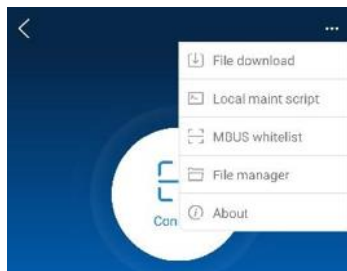 File download
Local maint script
MBUS whitelist
File manager
About
Con